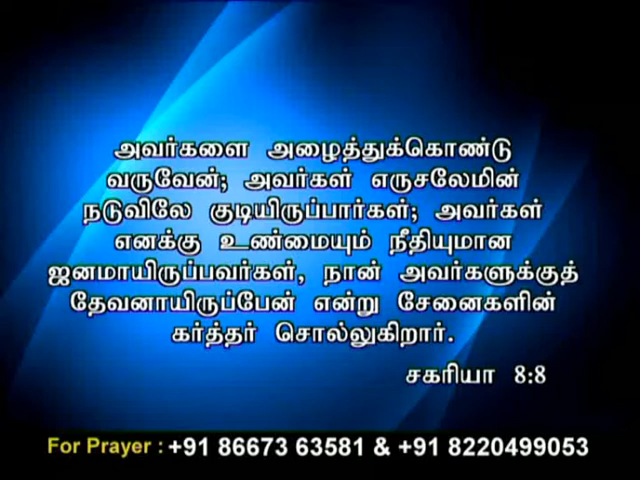 அவர்களை அழைத்துக்கொண்டு
வருவேன்; அவர்கள் எருசலேமின்
நடுவிலே குடியிருப்பார்கள்; அவர்கள்
எனக்கு உண்மையும் நீதியுமான
ஜனமாயிருப்பவர்கள், நான் அவர்களுக்குத்
தேவனாயிருப்பேன் என்று சேனைகளின்
கர்த்தர் சொல்லுகிறார்.
சகரியா 8:8
For Prayer : +91 86673 63581 & +91 8220499053